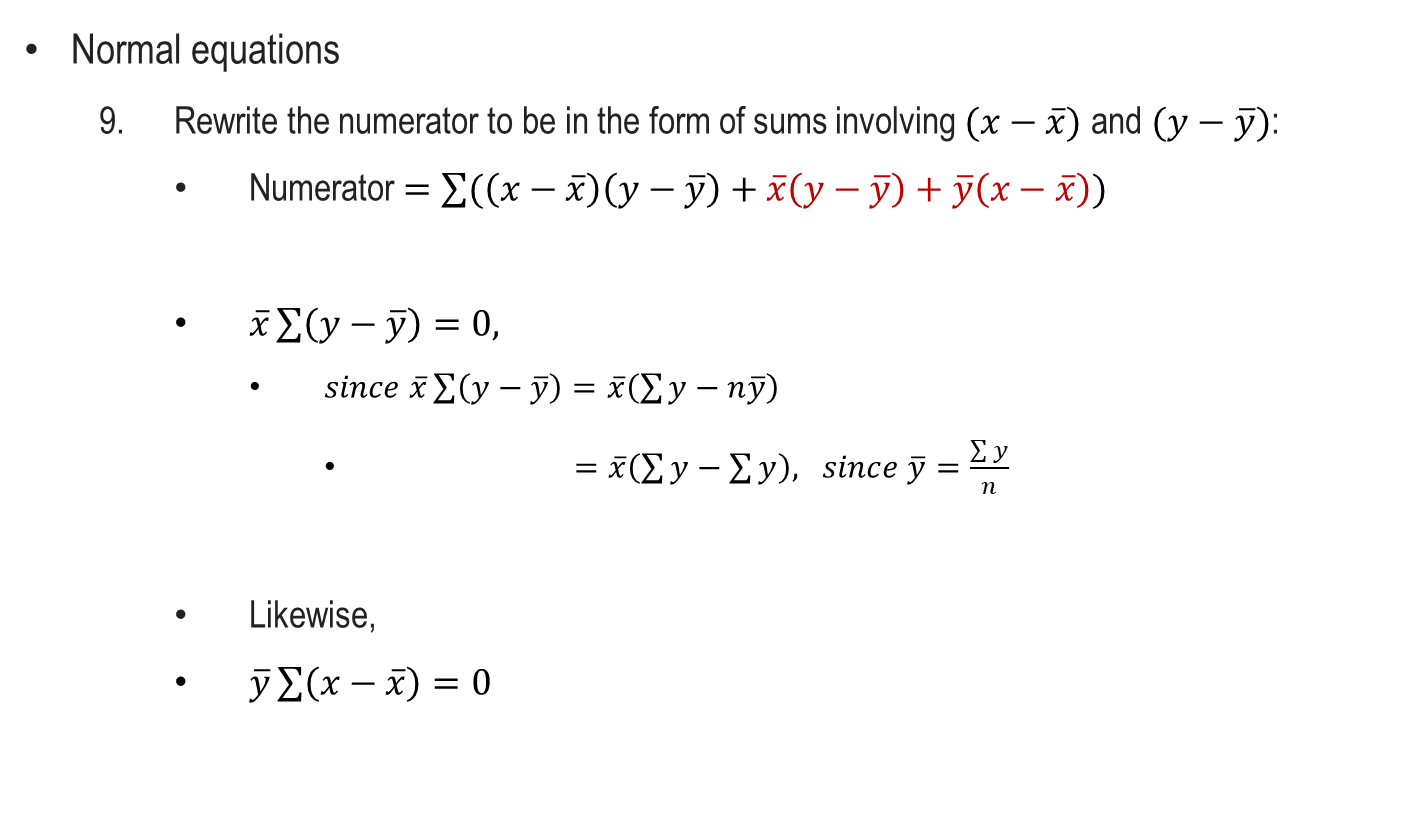 • Normal equations
9. Rewrite the numerator to be in the form of sums involving (x − x̄) and (y − ȳ):
• Numerator = ∑((x − x̄)(y − ȳ) + x̄(y − ȳ) + ȳ(x − x̄))
• x̄ ∑(y − ȳ) = 0,
• since x̄ ∑(y − ȳ) = x̄(∑ y − nȳ)
• = x̄(∑ y − ∑ y), since ȳ = ∑ y / n
• Likewise,
• ȳ ∑(x − x̄) = 0